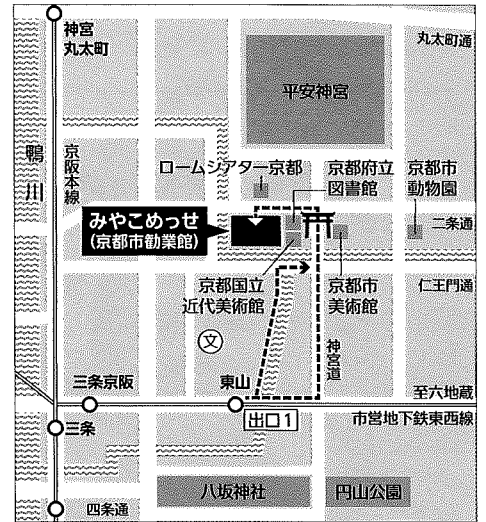 神宮
丸太町
丸太町通
平安神宮
鴨川
京阪本線
ロームシアター京都
京都府立
図書館
京都市
動物園
みやこめっせ
(京都市勧業館)
二条通
京都国立
近代美術館
京都市
美術館
仁王門通
文
神宮道
三条京阪
東山
至六地蔵
出口1
市営地下鉄東西線
三条
八坂神社
円山公園
四条通